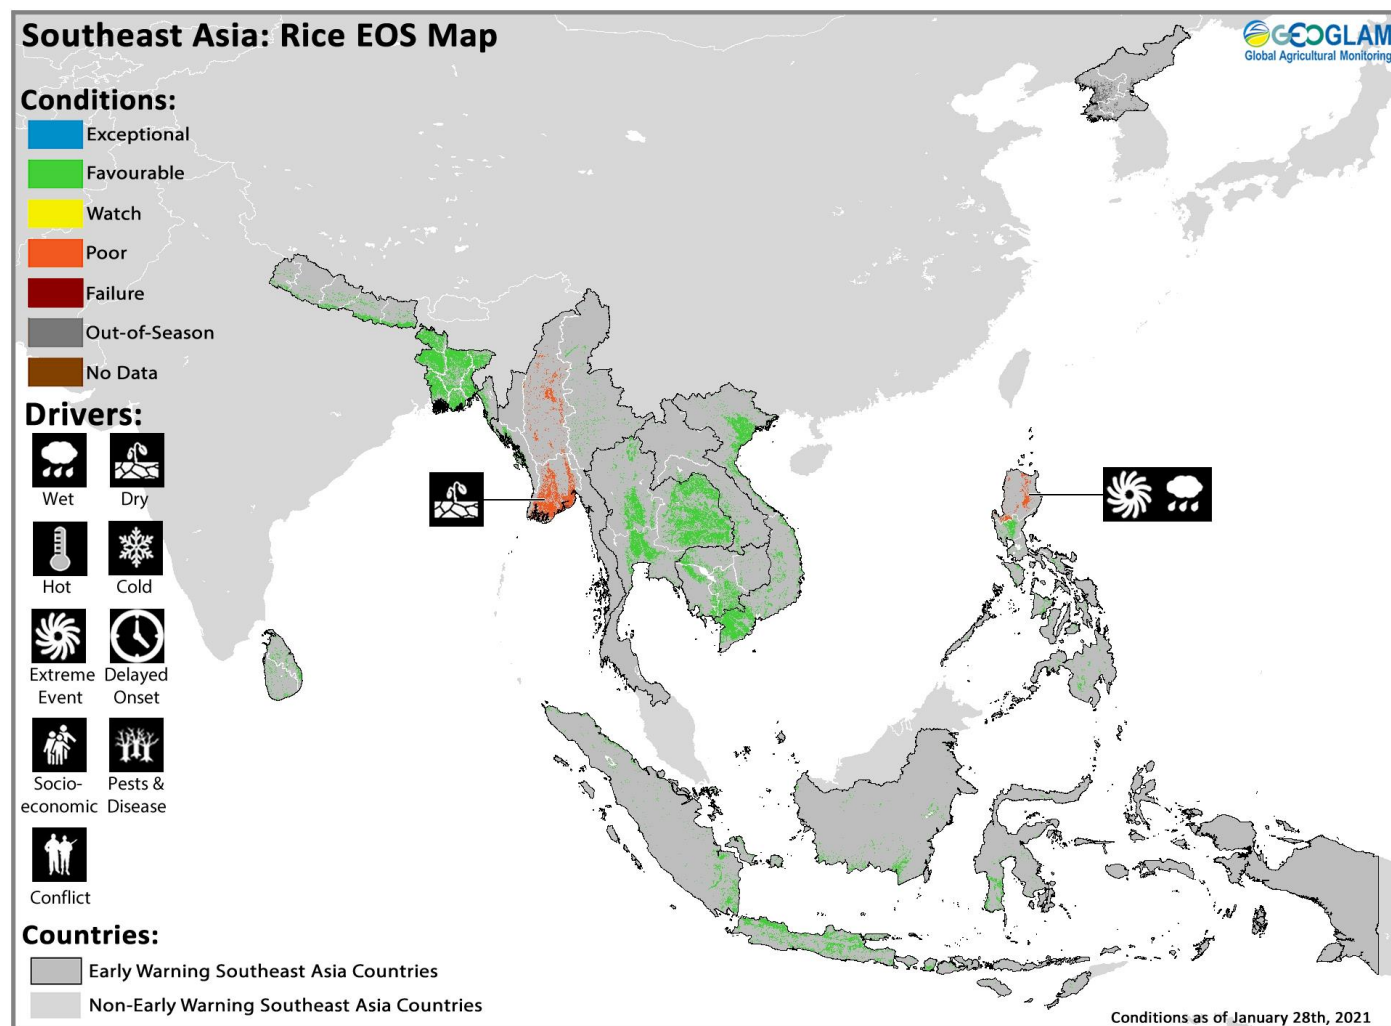 Southeast Asia: Rice EOS Map
GEOGLAM
Global Agricultural Monitoring
Conditions:
Exceptional
Favourable
Watch
Poor
Failure
Out-of-Season
No Data
Drivers:
Wet
Dry
Hot
Cold
Extreme
Event
Delayed
Onset
Socio-
economic
Pests &
Disease
Conflict
Countries:
Early Warning Southeast Asia Countries
Non-Early Warning Southeast Asia Countries
Conditions as of January 28th, 2021